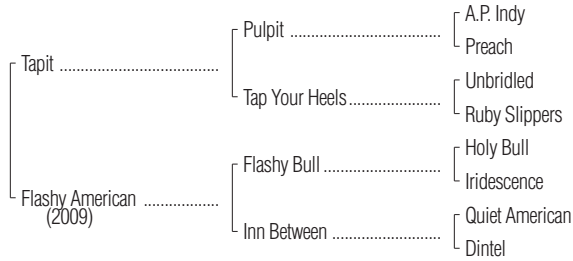 A.P. Indy
Pulpit
Preach
Tapit
Unbridled
Tap Your Heels
Ruby Slippers
Holy Bull
Flashy Bull
Iridescence
Flashy American
(2009)
Quiet American
Inn Between
Dintel